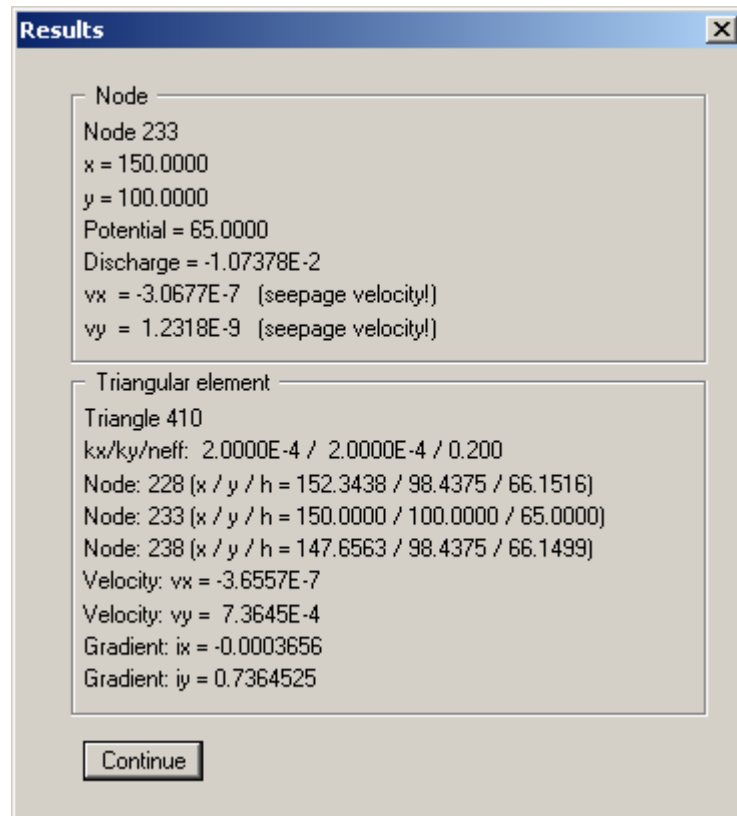 Results
Node
Node 233
x = 150.0000
y = 100.0000
Potential = 65.0000
Discharge = -1.07378E-2
vx = -3.0677E-7 (seepage velocity!)
vy = 1.2318E-9 (seepage velocity!)
Triangular element
Triangle 410
kx/ky/neff: 2.0000E-4 / 2.0000E-4 / 0.200
Node: 228 (x / y / h = 152.3438 / 98.4375 / 66.1516)
Node: 233 (x / y / h = 150.0000 / 100.0000 / 65.0000)
Node: 238 (x / y / h = 147.6563 / 98.4375 / 66.1499)
Velocity: vx = -3.6557E-7
Velocity: vy = 7.3645E-4
Gradient: ix = -0.0003656
Gradient: iy = 0.7364525
Continue